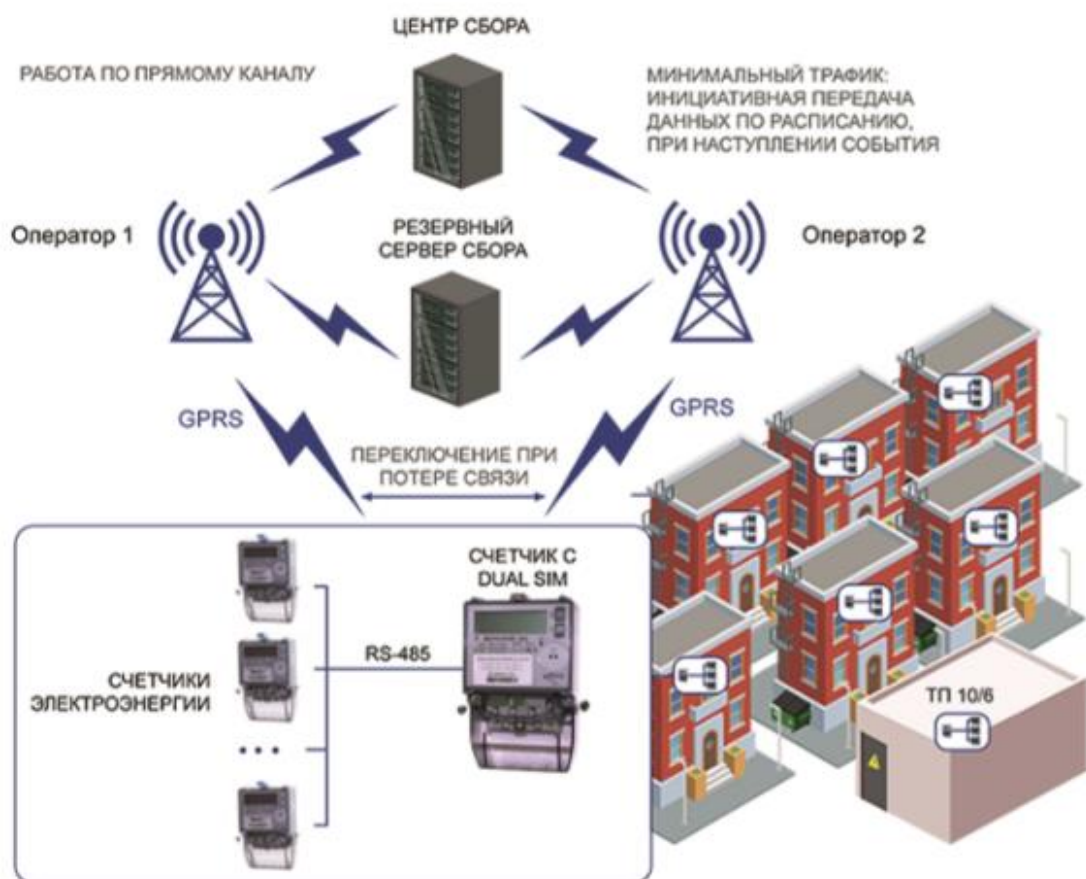 ЦЕНТР СБОРА
РАБОТА ПО ПРЯМОМУ КАНАЛУ
МИНИМАЛЬНЫЙ ТРАФИК:
ИНИЦИАТИВНАЯ ПЕРЕДАЧА
ДАННЫХ ПО РАСПИСАНИЮ,
ПРИ НАСТУПЛЕНИИ СОБЫТИЯ
Оператор 1
РЕЗЕРВНЫЙ
СЕРВЕР СБОРА
Оператор 2
GPRS
GPRS
ПЕРЕКЛЮЧЕНИЕ ПРИ
ПОТЕРЕ СВЯЗИ
СЧЕТЧИК С
DUAL SIM
RS-485
СЧЕТЧИКИ
ЭЛЕКТРОЭНЕРГИИ
ТП 10/6